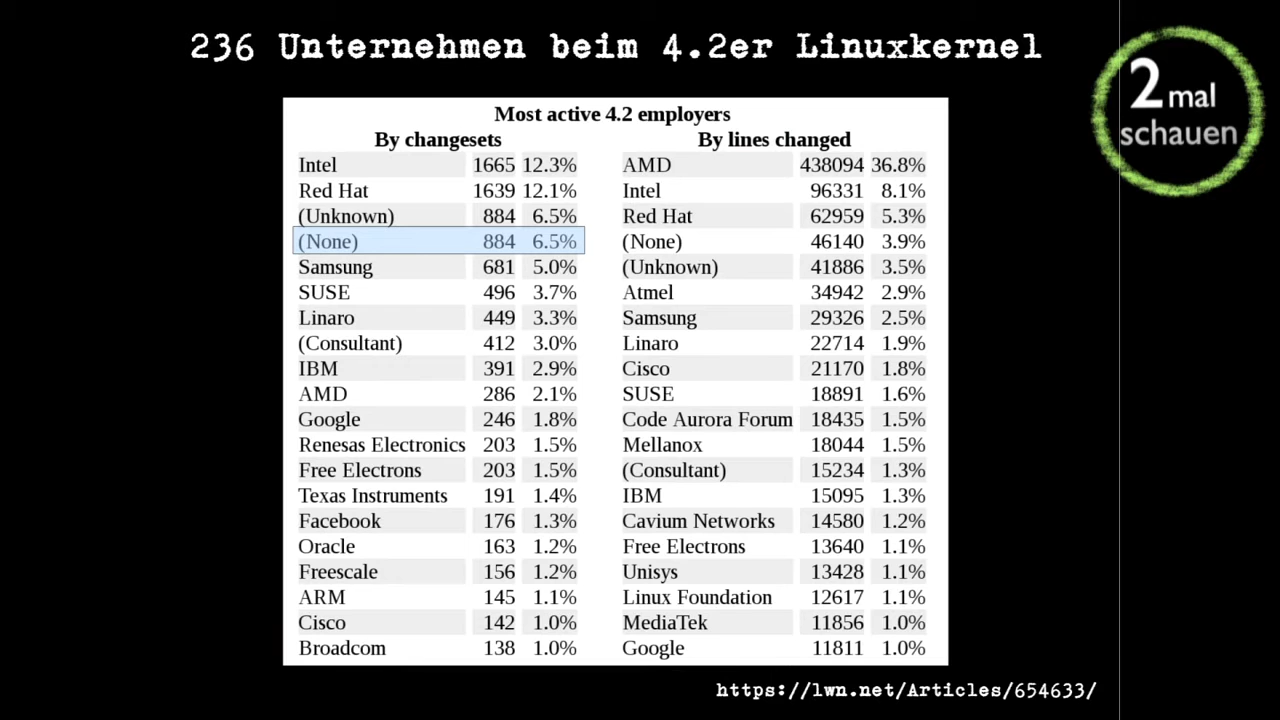 236 Unternehmen beim 4.2er Linuxkernel
2 mal
schauen
Most active 4.2 employers
By changesets By lines changed
Intel 1665 12.3% AMD 438094 36.8%
Red Hat 1639 12.1% Intel 96331 8.1%
(Unknown) 884 6.5% Red Hat 62959 5.3%
(None) 884 6.5% (None) 46140 3.9%
Samsung 681 5.0% (Unknown) 41886 3.5%
SUSE 496 3.7% Atmel 34942 2.9%
Linaro 449 3.3% Samsung 29326 2.5%
(Consultant) 412 3.0% Linaro 22714 1.9%
IBM 391 2.9% Cisco 21170 1.8%
AMD 286 2.1% SUSE 18891 1.6%
Google 246 1.8% Code Aurora Forum 18435 1.5%
Renesas Electronics 203 1.5% Mellanox 18044 1.5%
Free Electrons 203 1.5% (Consultant) 15234 1.3%
Texas Instruments 191 1.4% IBM 15095 1.3%
Facebook 176 1.3% Cavium Networks 14580 1.2%
Oracle 163 1.2% Free Electrons 13640 1.1%
Freescale 156 1.2% Unisys 13428 1.1%
ARM 145 1.1% Linux Foundation 12617 1.1%
Cisco 142 1.0% MediaTek 11856 1.0%
Broadcom 138 1.0% Google 11811 1.0%
https://lwn.net/Articles/654633/